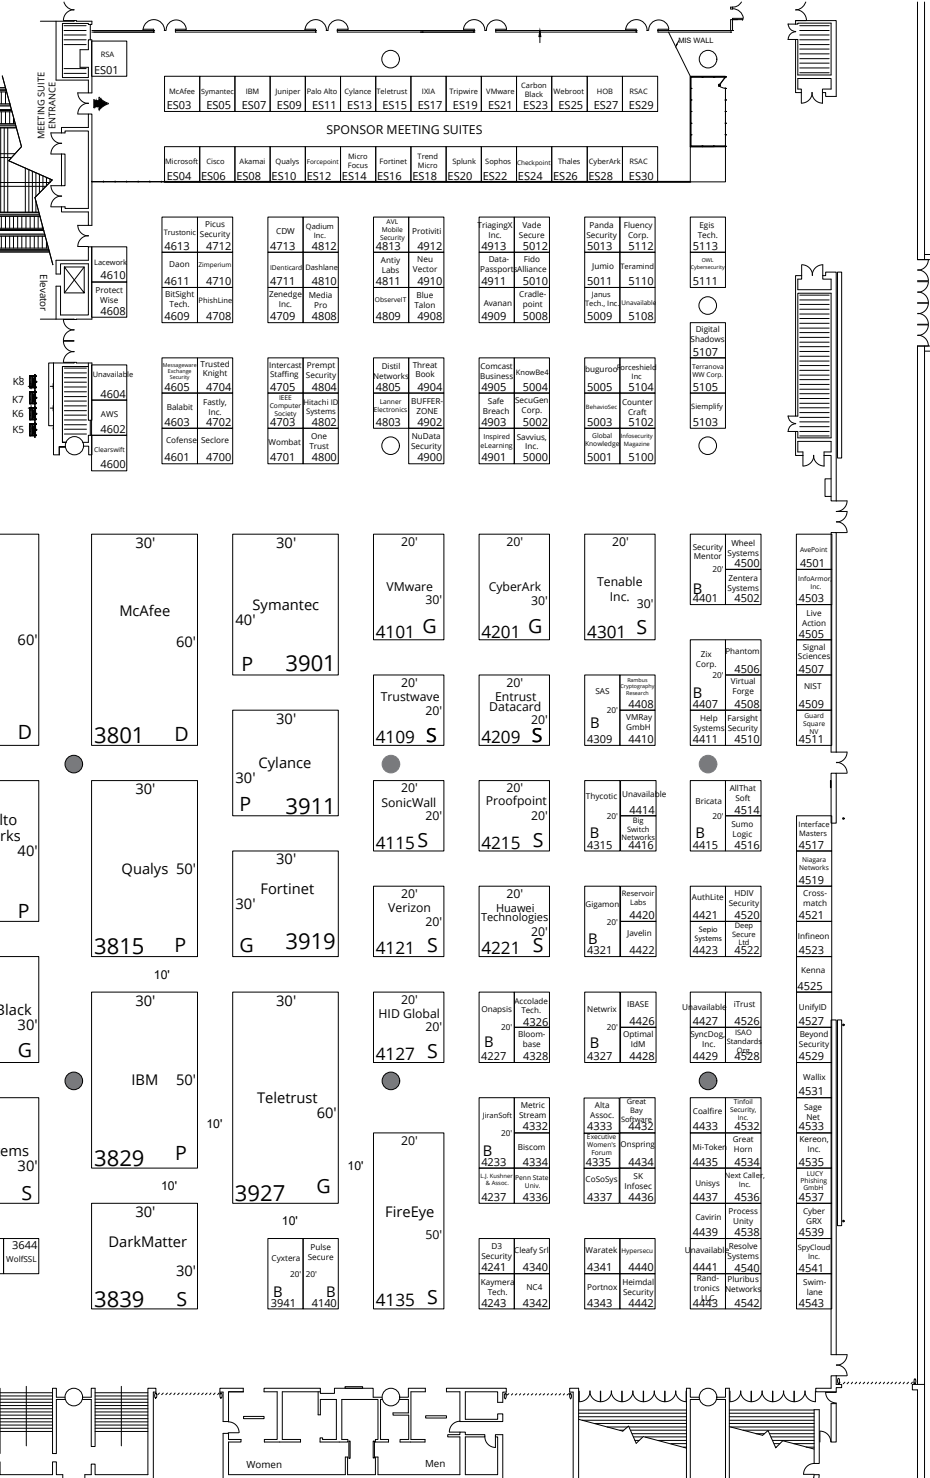 MIS WALL
RSA
ES01
MEETING SUITE
ENTRANCE
McAfee
ES03
Symantec
ES05
IBM
ES07
Juniper
ES09
Palo Alto
ES11
Cylance
ES13
Teletrust
ES15
IXIA
ES17
Tripwire
ES19
VMware
ES21
Carbon
Black
ES23
Webroot
ES25
HOB
ES27
RSAC
ES29
SPONSOR MEETING SUITES
Microsoft
ES04
Cisco
ES06
Akamai
ES08
Qualys
ES10
Forcepoint
ES12
Micro
Focus
ES14
Fortinet
ES16
Trend
Micro
ES18
Splunk
ES20
Sophos
ES22
Checkpoint
ES24
Thales
ES26
CyberArk
ES28
RSAC
ES30
Trustonic
4613
Picus
Security
4712
CDW
4713
Qadium
Inc.
4812
AVL
Mobile
Security
4813
Protiviti
4912
TriagingX
Inc.
4913
Vade
Secure
5012
Panda
Security
5013
Fluency
Corp.
5112
Egis
Tech.
5113
Lacework
4610
Daon
4611
Zimperium
4710
IDenticard
4711
Dashlane
4810
Antiy
Labs
4811
Neu
Vector
4910
Data-
Passports
4911
Fido
Alliance
5010
Jumio
5011
Teramind
5110
OWL
Cybersecurity
5111
Elevator
Protect
Wise
4608
BitSight
Tech.
4609
PhishLine
4708
Zenedge
Inc.
4709
Media
Pro
4808
ObserveIT
4809
Blue
Talon
4908
Avanan
4909
Cradle-
point
5008
Janus
Tech., Inc.
5009
Unavailable
5108
Digital
Shadows
5107
K8
K7
K6
K5
Unavailable
4604
Messageware
Exchange
Security
4605
Trusted
Knight
4704
Intercast
Staffing
4705
Prempt
Security
4804
Distil
Networks
4805
Threat
Book
4904
Comcast
Business
4905
KnowBe4
5004
buguroo
5005
Forceshield
Inc
5104
Terranova
WW Corp.
5105
AWS
4602
Balabit
4603
Fastly,
Inc.
4702
IEEE
Computer
Society
4703
Hitachi ID
Systems
4802
Lanner
Electronics
4803
BUFFER-
ZONE
4902
Safe
Breach
4903
SecuGen
Corp.
5002
BehavioSec
5003
Counter
Craft
5102
Siemplify
5103
Clearswift
4600
Cofense
4601
Seclore
4700
Wombat
4701
One
Trust
4800
NuData
Security
4900
Inspired
eLearning
4901
Savvius,
Inc.
5000
Global
Knowledge
5001
Infosecurity
Magazine
5100
60'
D
30'
McAfee
60'
3801 D
30'
Symantec
40'
P 3901
20'
VMware
30'
4101 G
20'
CyberArk
30'
4201 G
20'
Tenable
Inc.
30'
4301 S
Security
Mentor
20'
B
4401
Wheel
Systems
4500
Zentera
Systems
4502
AvePoint
4501
InfoArmor
Inc.
4503
Live
Action
4505
Signal
Sciences
4507
NIST
4509
Guard
Square
NV
4511
30'
Cylance
30'
P 3911
20'
Trustwave
20'
4109 S
20'
Entrust
Datacard
20'
4209 S
SAS
20'
B
4309
Rambus
Cryptography
Research
4408
VMRay
GmbH
4410
Zix
Corp.
20'
B
4407
Phantom
4506
Virtual
Forge
4508
Help
Systems
4411
Farsight
Security
4510
lto
rks
40'
P
30'
Qualys 50'
3815 P
30'
Fortinet
30'
G 3919
20'
SonicWall
20'
4115 S
20'
Proofpoint
20'
4215 S
Thycotic
20'
B
4315
Unavailable
4414
Big
Switch
Networks
4416
Bricata
20'
B
4415
AllThat
Soft
4514
Sumo
Logic
4516
Interface
Masters
4517
Niagara
Networks
4519
Cross-
match
4521
Infineon
4523
Kenna
4525
20'
Verizon
20'
4121 S
20'
Huawei
Technologies
20'
4221 S
Gigamon
20'
B
4321
Reservoir
Labs
4420
Javelin
4422
AuthLite
4421
HDIV
Security
4520
Sepio
Systems
4423
Deep
Secure
Ltd
4522
10'
Black
30'
G
30'
IBM 50'
3829 P
10'
30'
Teletrust
60'
3927 G
20'
HID Global
20'
4127 S
Onapsis
20'
B
4227
Accolade
Tech.
4326
Bloom-
base
4328
Netwrix
20'
B
4327
IBASE
4426
Optimal
IdM
4428
Unavailable
4427
iTrust
4526
SyncDog,
Inc.
4429
ISAO
Standards
Org.
4528
UnifyID
4527
Beyond
Security
4529
Wallix
4531
Sage
Net
4533
Kereon,
Inc.
4535
LUCY
Phishing
GmbH
4537
Cyber
GRX
4539
SpyCloud
Inc.
4541
Swim-
lane
4543
ems
30'
S
10'
10'
10'
20'
FireEye
50'
4135 S
JiranSoft
20'
B
4233
Metric
Stream
4332
Biscom
4334
L.J. Kushner
& Assoc.
4237
Penn State
Univ.
4336
Alta
Assoc.
4333
Great
Bay
Software
4432
Executive
Women's
Forum
4335
Onspring
4434
CoSoSys
4337
SK
Infosec
4436
Coalfire
4433
Tinfoil
Security,
Inc.
4532
Mi-Token
4435
Great
Horn
4534
Unisys
4437
Next Caller,
Inc.
4536
Cavirin
4439
Process
Unity
4538
3644
WolfSSL
30'
DarkMatter
30'
3839 S
Cyxtera
20'
B
3941
Pulse
Secure
20'
B
4140
D3
Security
4241
Cleafy Srl
4340
Kaymera
Tech.
4243
NC4
4342
Waratek
4341
Hypersecu
4440
Portnox
4343
Heimdal
Security
4442
Unavailable
4441
Resolve
Systems
4540
Rand-
tronics
LLC
4443
Pluribus
Networks
4542
Women
Men